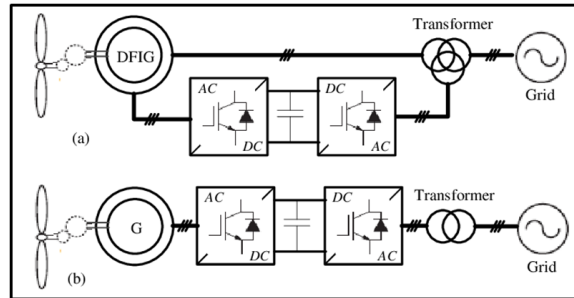 Transformer
DFIG
AC
DC
DC
AC
Grid
(a)
Transformer
G
AC
DC
DC
AC
Grid
(b)